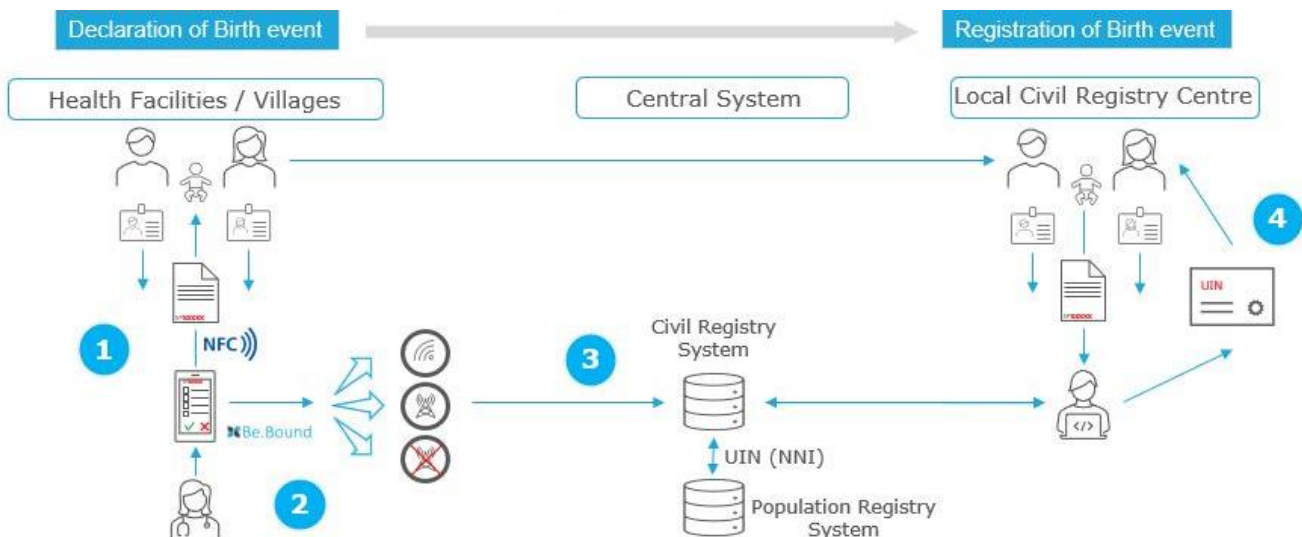 Declaration of Birth event
Registration of Birth event
Health Facilities / Villages
Central System
Local Civil Registry Centre
1
NFC
Be.Bound
2
3
Civil Registry
System
UIN (NNI)
Population Registry
System
4
UIN